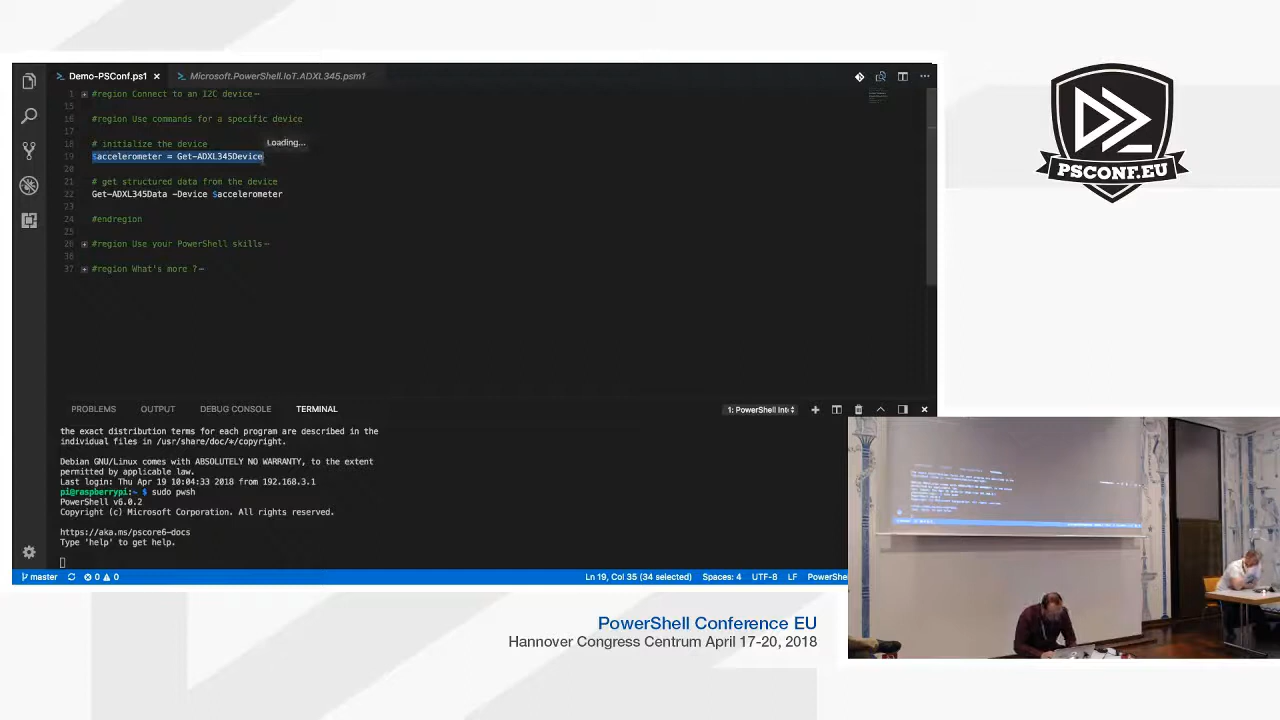 Demo-PSConf.ps1
Microsoft.PowerShell.IoT.ADXL345.psm1
1 #region Connect to an I2C device
15
16 #region Use commands for a specific device
17
18 # initialize the device
Loading...
19 $accelerometer = Get-ADXL345Device
20
21 # get structured data from the device
22 Get-ADXL345Data -Device $accelerometer
23
24 #endregion
26 #region Use your PowerShell skills
36
37 #region What's more ?
PROBLEMS OUTPUT DEBUG CONSOLE TERMINAL
1: PowerShell Int
the exact distribution terms for each program are described in the
individual files in /usr/share/doc/*/copyright.
Debian GNU/Linux comes with ABSOLUTELY NO WARRANTY, to the extent
permitted by applicable law.
Last login: Thu Apr 19 10:04:33 2018 from 192.168.3.1
pi@raspberrypi:~ $ sudo pwsh
PowerShell v6.0.2
Copyright (c) Microsoft Corporation. All rights reserved.
https://aka.ms/pscore6-docs
Type 'help' to get help.
master 0 0 Ln 19, Col 35 (34 selected) Spaces: 4 UTF-8 LF PowerShe
PSCONF.EU
PowerShell Conference EU
Hannover Congress Centrum April 17-20, 2018